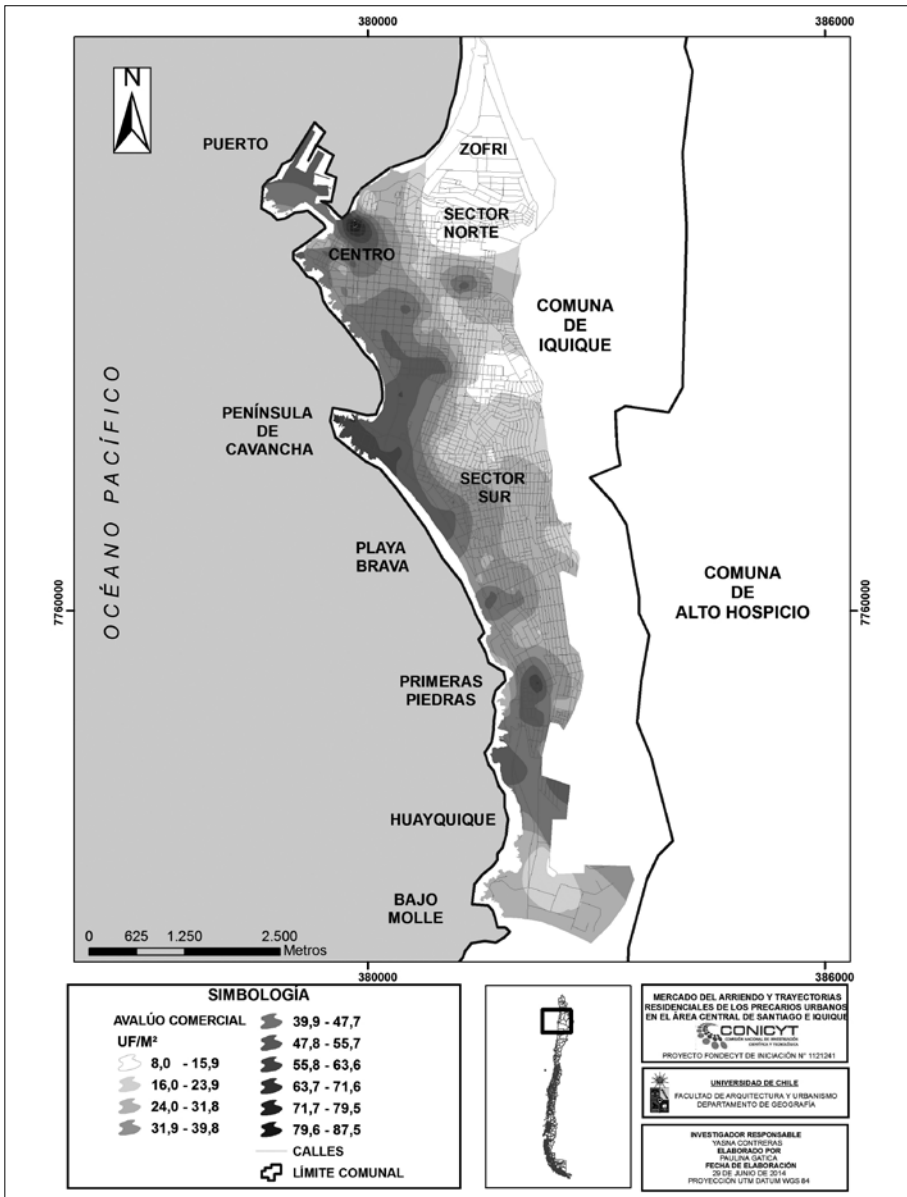 380000
386000
N
PUERTO
ZOFRI
SECTOR
NORTE
CENTRO
COMUNA
DE
IQUIQUE
OCÉANO PACÍFICO
PENÍNSULA
DE
CAVANCHA
SECTOR
SUR
PLAYA
BRAVA
COMUNA
DE
ALTO HOSPICIO
7760000
7760000
PRIMERAS
PIEDRAS
HUAYQUIQUE
BAJO
MOLLE
0 625 1.250 2.500
Metros
380000
386000
SIMBOLOGÍA
AVALÚO COMERCIAL
UF/M²
8,0 - 15,9
16,0 - 23,9
24,0 - 31,8
31,9 - 39,8
39,9 - 47,7
47,8 - 55,7
55,8 - 63,6
63,7 - 71,6
71,7 - 79,5
79,6 - 87,5
CALLES
LÍMITE COMUNAL
MERCADO DEL ARRIENDO Y TRAYECTORIAS
RESIDENCIALES DE LOS PRECARIOS URBANOS
EN EL ÁREA CENTRAL DE SANTIAGO E IQUIQUE
CONICYT
COMISIÓN NACIONAL DE INVESTIGACIÓN
CIENTÍFICA Y TECNOLÓGICA
PROYECTO FONDECYT DE INICIACIÓN N° 1121241
UNIVERSIDAD DE CHILE
FACULTAD DE ARQUITECTURA Y URBANISMO
DEPARTAMENTO DE GEOGRAFÍA
INVESTIGADOR RESPONSABLE
YASNA CONTRERAS
ELABORADO POR
PAULINA GATICA
FECHA DE ELABORACIÓN
29 DE JUNIO DE 2014
PROYECCIÓN UTM DATUM WGS 84